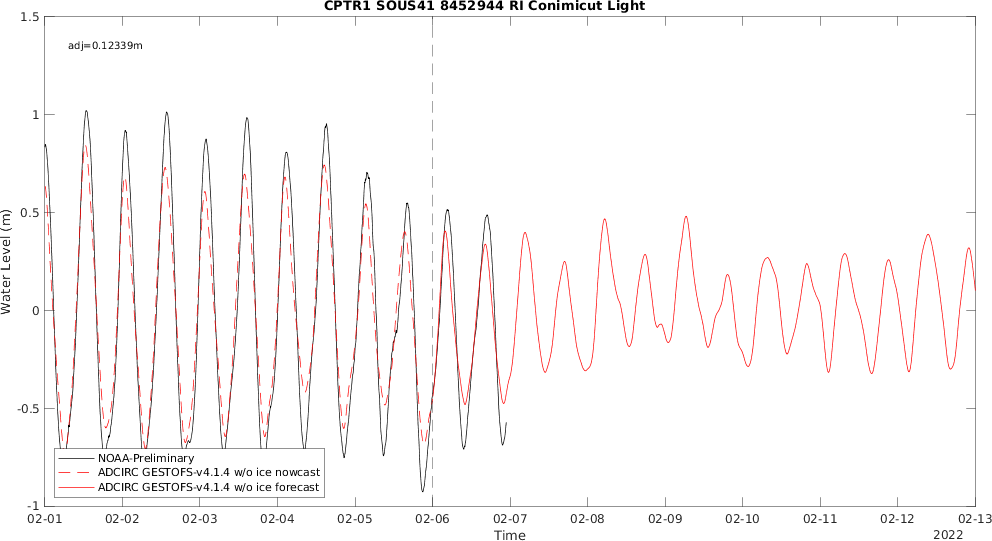 CPTR1 SOUS41 8452944 RI Conimicut Light
1.5
adj=0.12339m
1
0.5
0
-0.5
-1
Water Level (m)
NOAA-Preliminary
ADCIRC GESTOFS-v4.1.4 w/o ice nowcast
ADCIRC GESTOFS-v4.1.4 w/o ice forecast
02-01 02-02 02-03 02-04 02-05 02-06 02-07 02-08 02-09 02-10 02-11 02-12 02-13
Time
2022